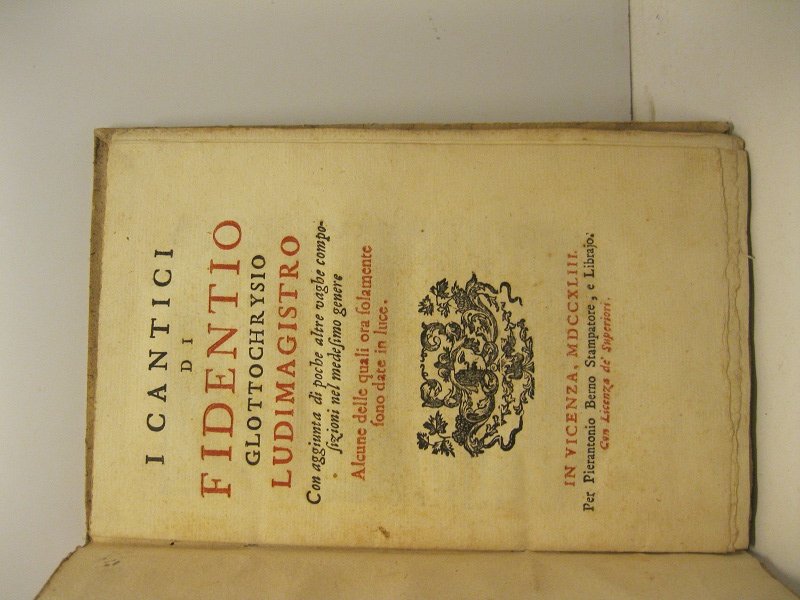 I CANTICI
DI
FIDENTIO
GLOTTOCHRYSIO
LUDIMAGISTRO
Con aggiunta di poche altre vaghe compo-
ſizioni nel medeſimo genere
Alcune delle quali ora ſolamente
ſono date in luce.
IN VICENZA, MDCCXLIII.
Per Pierantonio Berno Stampatore, e Librajo.
Con Licenza de' Superiori.